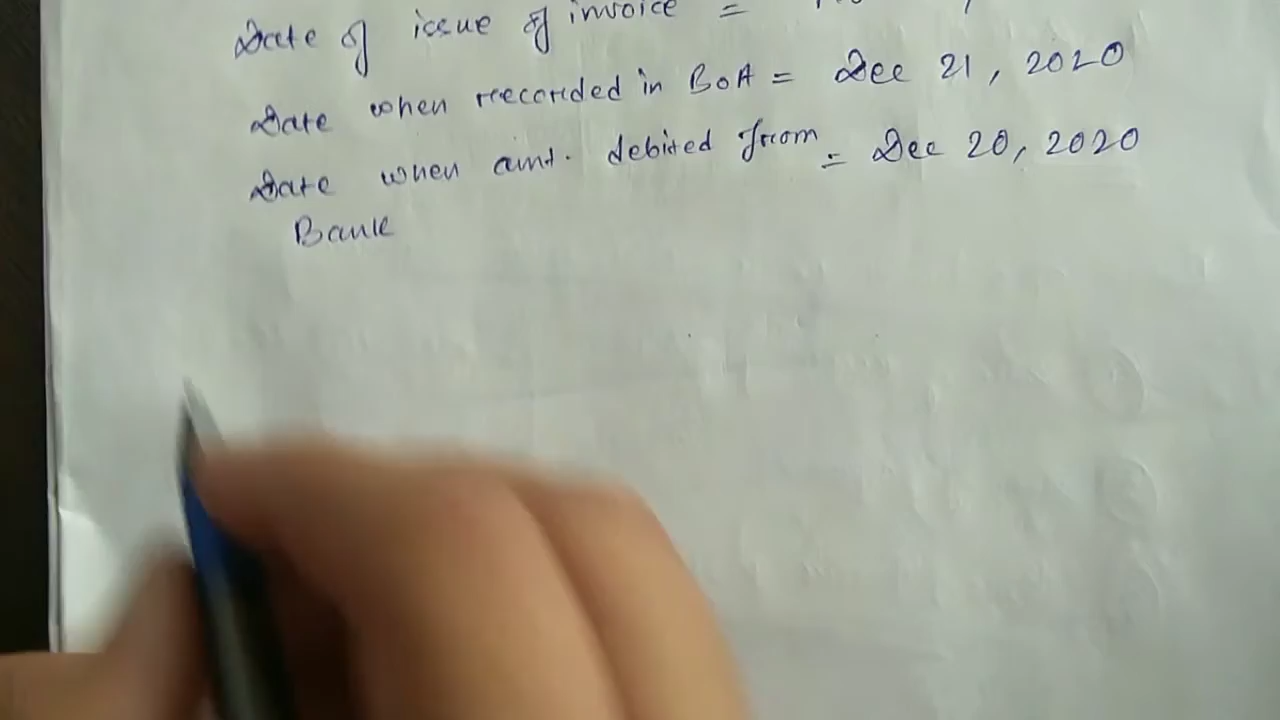 Date of issue of invoice =
Date when recorded in BOA = Dec 21, 2020
Date when amt. debited from = Dec 20, 2020
Bank